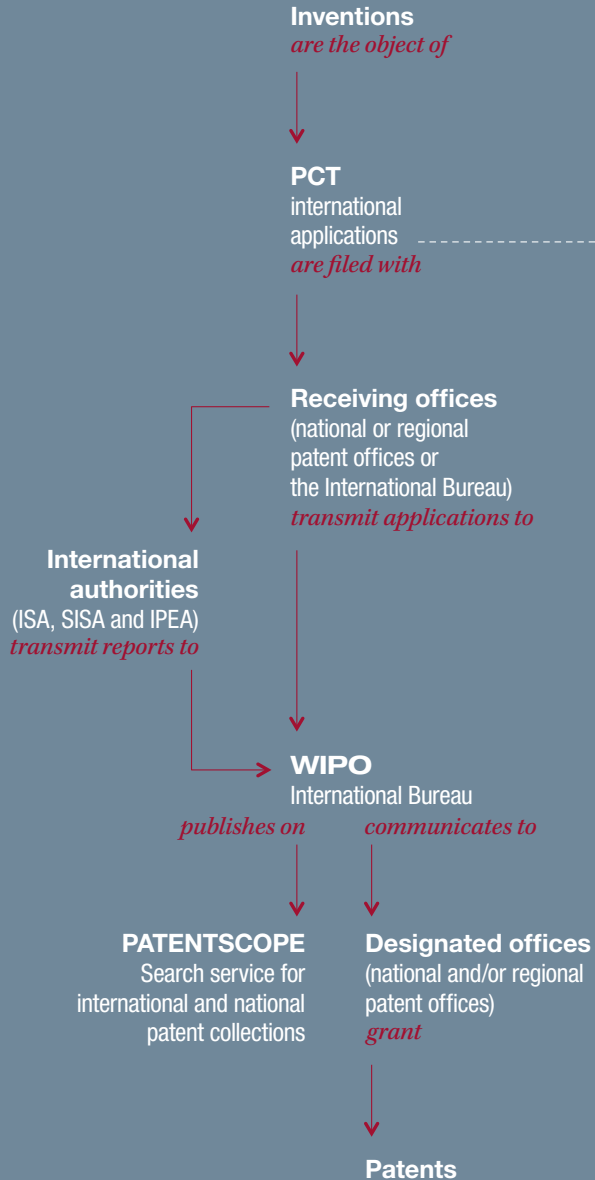 Inventions
are the object of
PCT
international
applications
are filed with
Receiving offices
(national or regional
patent offices or
the International Bureau)
transmit applications to
International
authorities
(ISA, SISA and IPEA)
transmit reports to
WIPO
International Bureau
publishes on
communicates to
PATENTSCOPE
Search service for
international and national
patent collections
Designated offices
(national and/or regional
patent offices)
grant
Patents